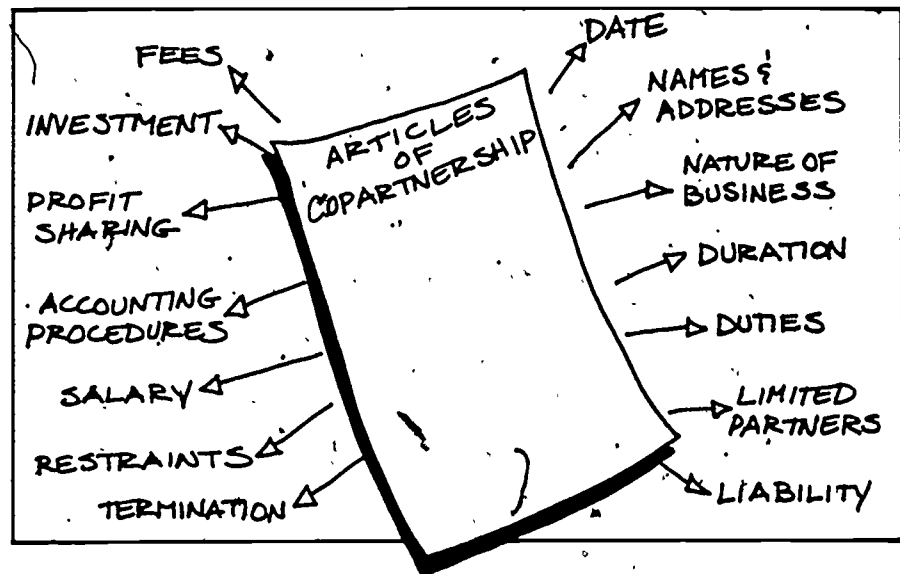 ARTICLES
OF
COPARTNERSHIP
FEES
INVESTMENT
PROFIT
SHARING
ACCOUNTING
PROCEDURES
SALARY
RESTRAINTS
TERMINATION
DATE
NAMES &
ADDRESSES
NATURE OF
BUSINESS
DURATION
DUTIES
LIMITED
PARTNERS
LIABILITY